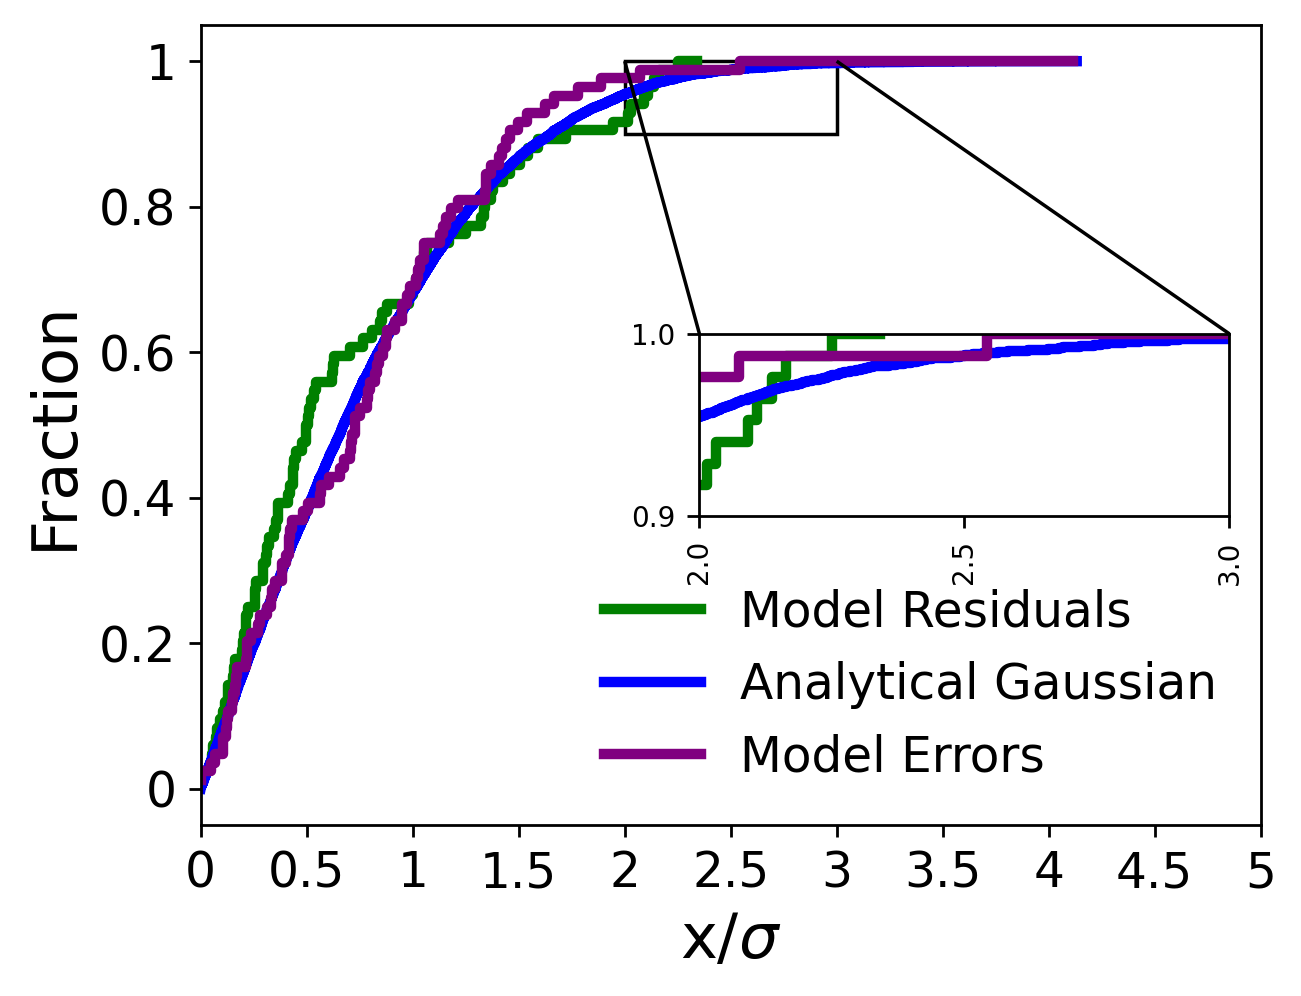 Fraction
1
0.8
0.6
0.4
0.2
0
1.0
0.9
2.0
2.5
3.0
Model Residuals
Analytical Gaussian
Model Errors
0 0.5 1 1.5 2 2.5 3 3.5 4 4.5 5
x/σ